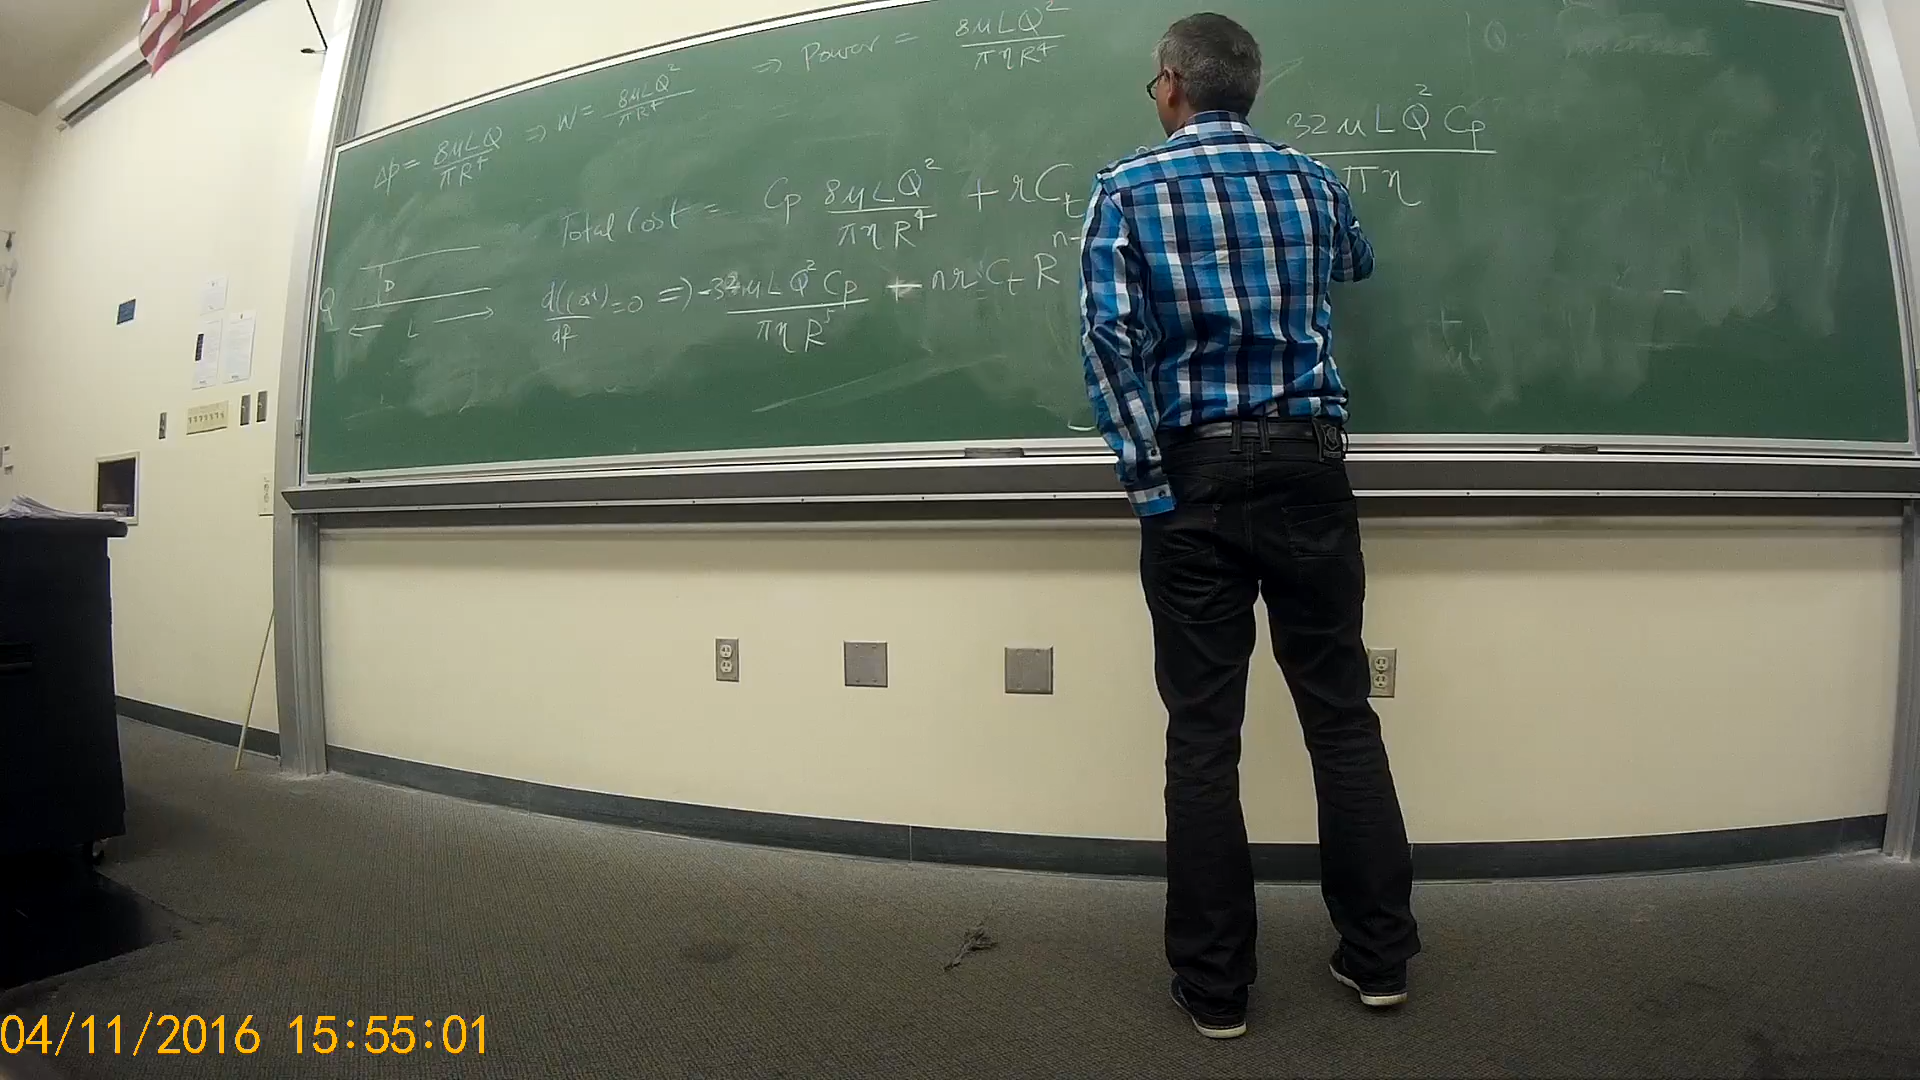 Δp = 8μLQ / πR⁴ ⇒ W = 8μLQ² / πR⁴ ⇒ Power = 8μLQ² / πηR⁴
Q
Total Cost = Cp 8μLQ² / πηR⁴ + rCt
d(Cost)/dR = 0 ⇒ -32μLQ²Cp / πηR⁵ + nrCt R n-
32μLQ²Cp / πη
D
Q
L
04/11/2016 15:55:01